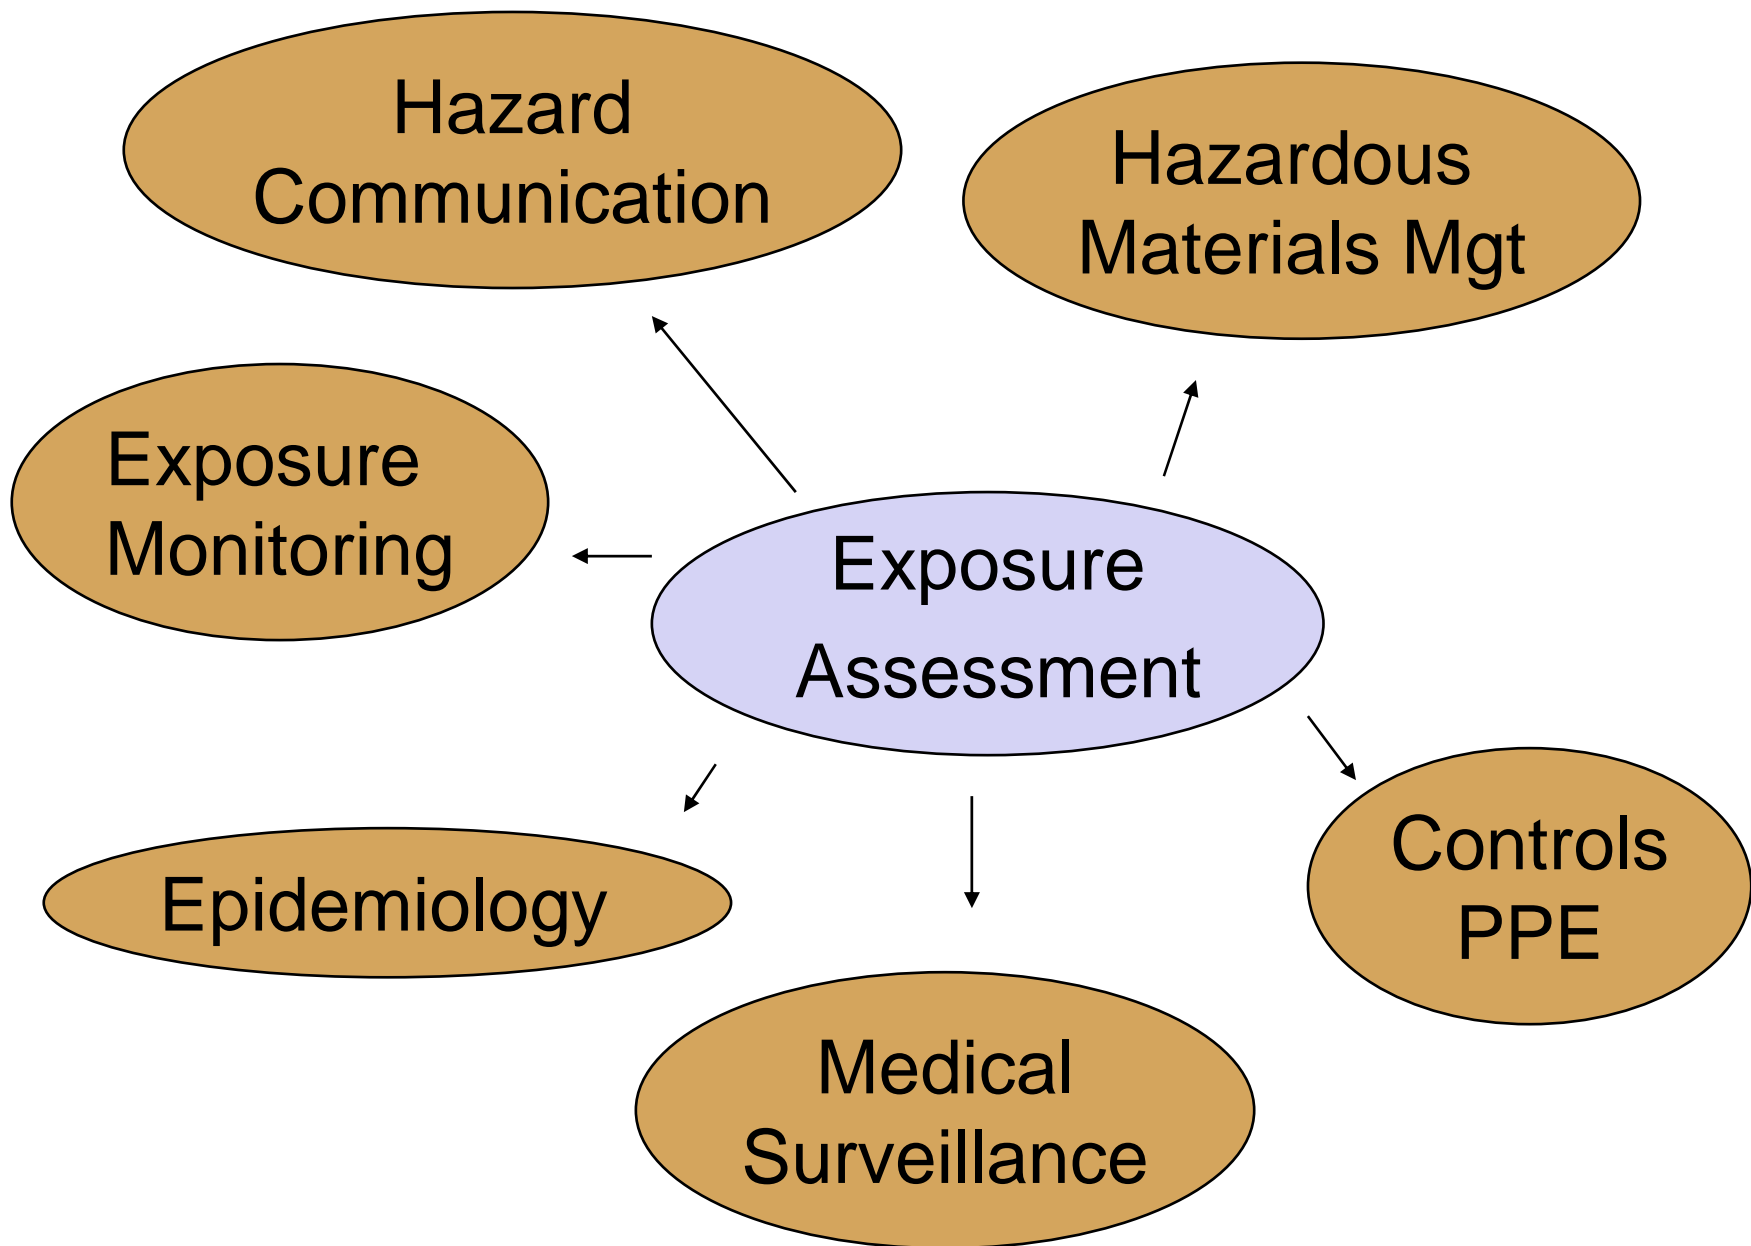 Hazard
Communication
Hazardous
Materials Mgt
Exposure
Monitoring
Exposure
Assessment
Controls
PPE
Epidemiology
Medical
Surveillance